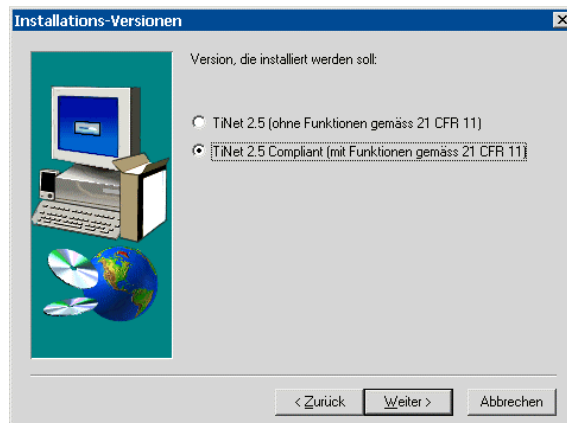 Installations-Versionen
Version, die installiert werden soll:
TiNet 2.5 (ohne Funktionen gemäss 21 CFR 11)
TiNet 2.5 Compliant (mit Funktionen gemäss 21 CFR 11)
< Zurück Weiter > Abbrechen